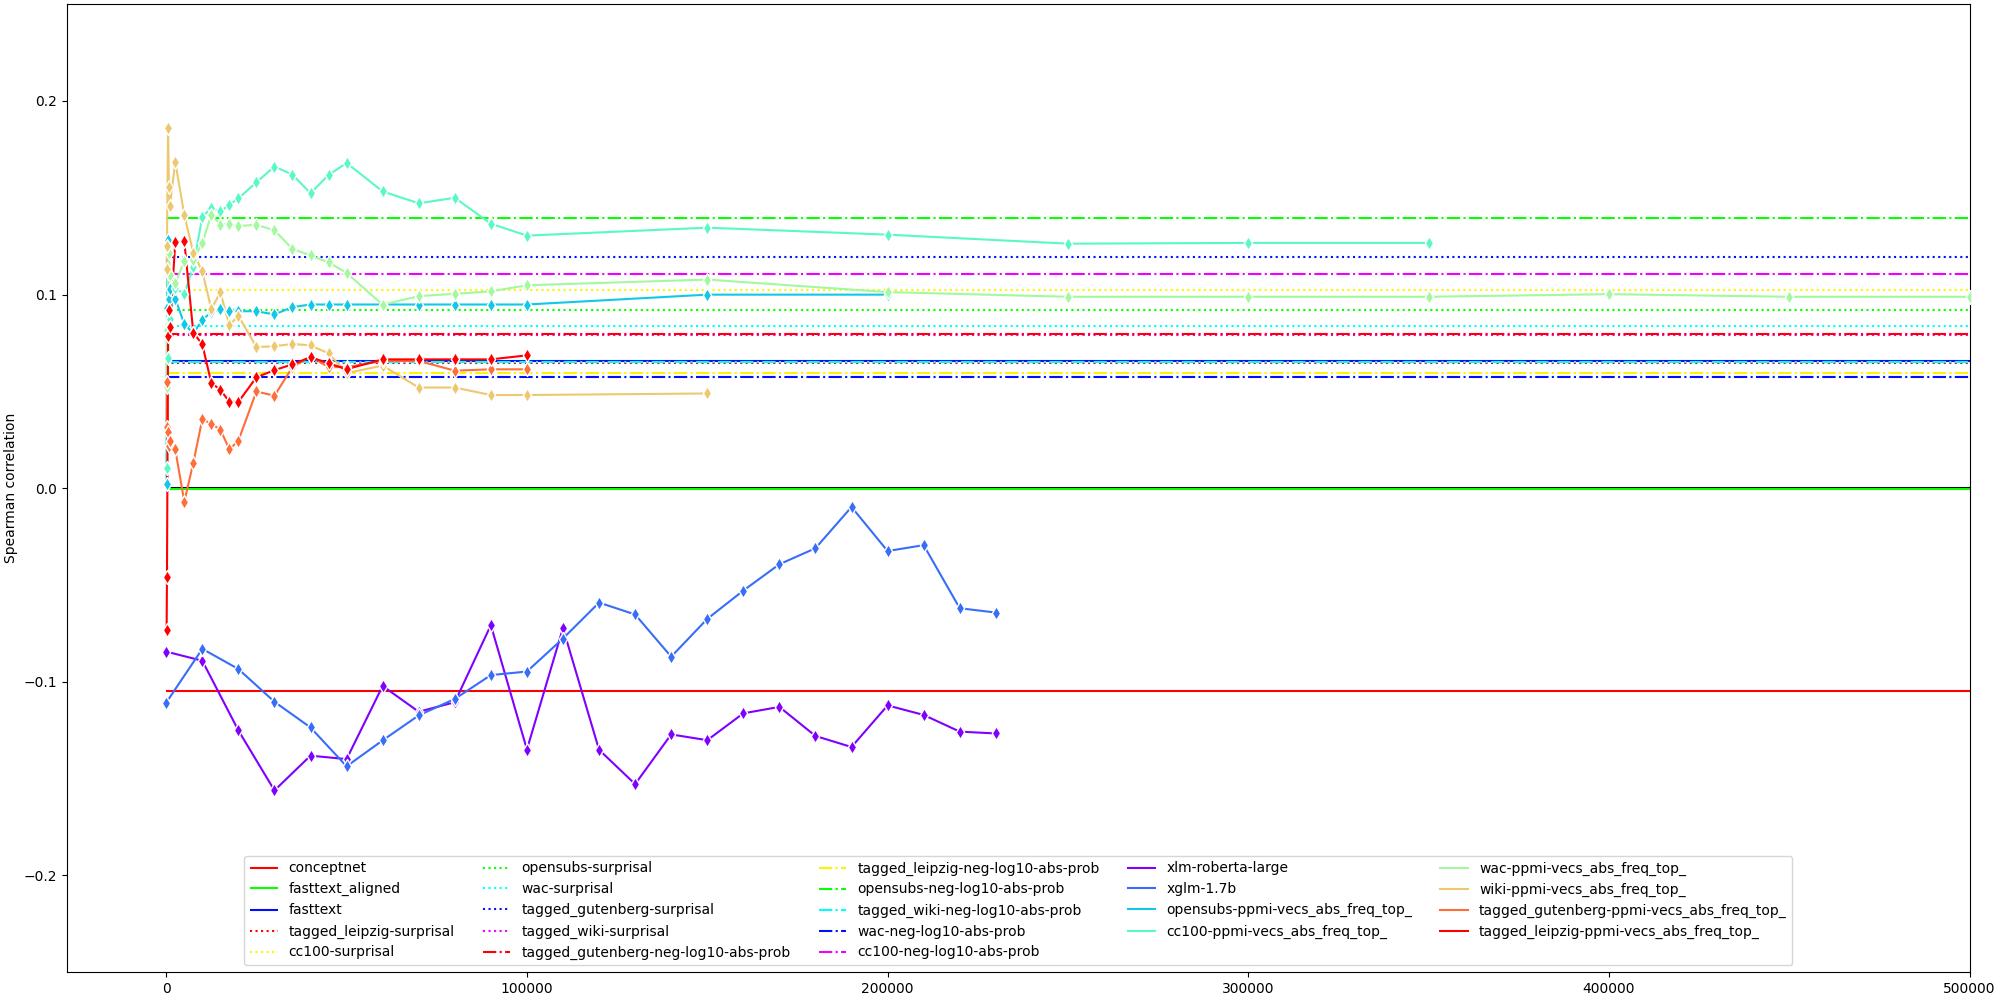 0.2
0.1
0.0
−0.1
−0.2
Spearman correlation
0
100000
200000
300000
400000
500000
conceptnet
fasttext_aligned
fasttext
tagged_leipzig-surprisal
cc100-surprisal
opensubs-surprisal
wac-surprisal
tagged_gutenberg-surprisal
tagged_wiki-surprisal
tagged_gutenberg-neg-log10-abs-prob
tagged_leipzig-neg-log10-abs-prob
opensubs-neg-log10-abs-prob
tagged_wiki-neg-log10-abs-prob
wac-neg-log10-abs-prob
cc100-neg-log10-abs-prob
xlm-roberta-large
xglm-1.7b
opensubs-ppmi-vecs_abs_freq_top_
cc100-ppmi-vecs_abs_freq_top_
wac-ppmi-vecs_abs_freq_top_
wiki-ppmi-vecs_abs_freq_top_
tagged_gutenberg-ppmi-vecs_abs_freq_top_
tagged_leipzig-ppmi-vecs_abs_freq_top_